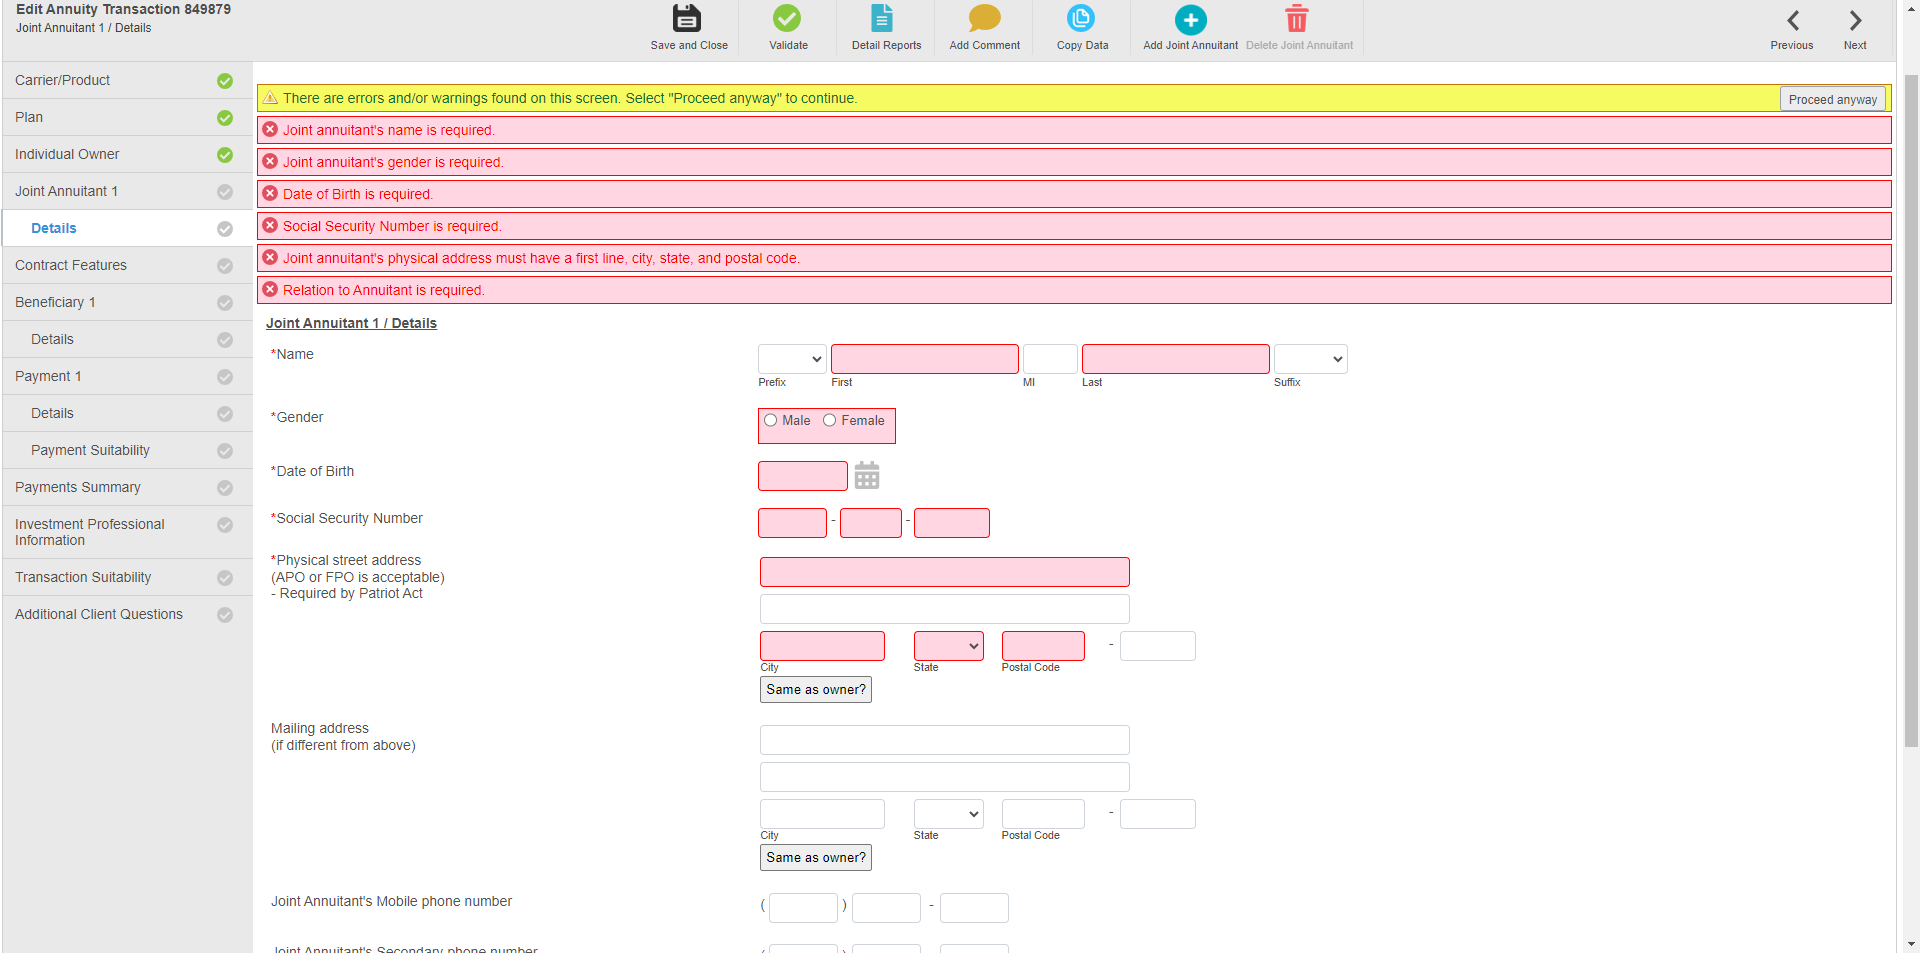 Edit Annuity Transaction 849879
Joint Annuitant 1 / Details
Save and Close
Validate
Detail Reports
Add Comment
Copy Data
Add Joint Annuitant
Delete Joint Annuitant
Previous
Next
Carrier/Product
Plan
Individual Owner
Joint Annuitant 1
Details
Contract Features
Beneficiary 1
Details
Payment 1
Details
Payment Suitability
Payments Summary
Investment Professional
Information
Transaction Suitability
Additional Client Questions
There are errors and/or warnings found on this screen. Select "Proceed anyway" to continue.
Proceed anyway
Joint annuitant's name is required.
Joint annuitant's gender is required.
Date of Birth is required.
Social Security Number is required.
Joint annuitant's physical address must have a first line, city, state, and postal code.
Relation to Annuitant is required.
Joint Annuitant 1 / Details
*Name
Prefix First MI Last Suffix
*Gender
Male Female
*Date of Birth
*Social Security Number
- -
*Physical street address
(APO or FPO is acceptable)
- Required by Patriot Act
-
City State Postal Code
Same as owner?
Mailing address
(if different from above)
-
City State Postal Code
Same as owner?
Joint Annuitant's Mobile phone number
( ) -
Joint Annuitant's Secondary phone number
( ) -